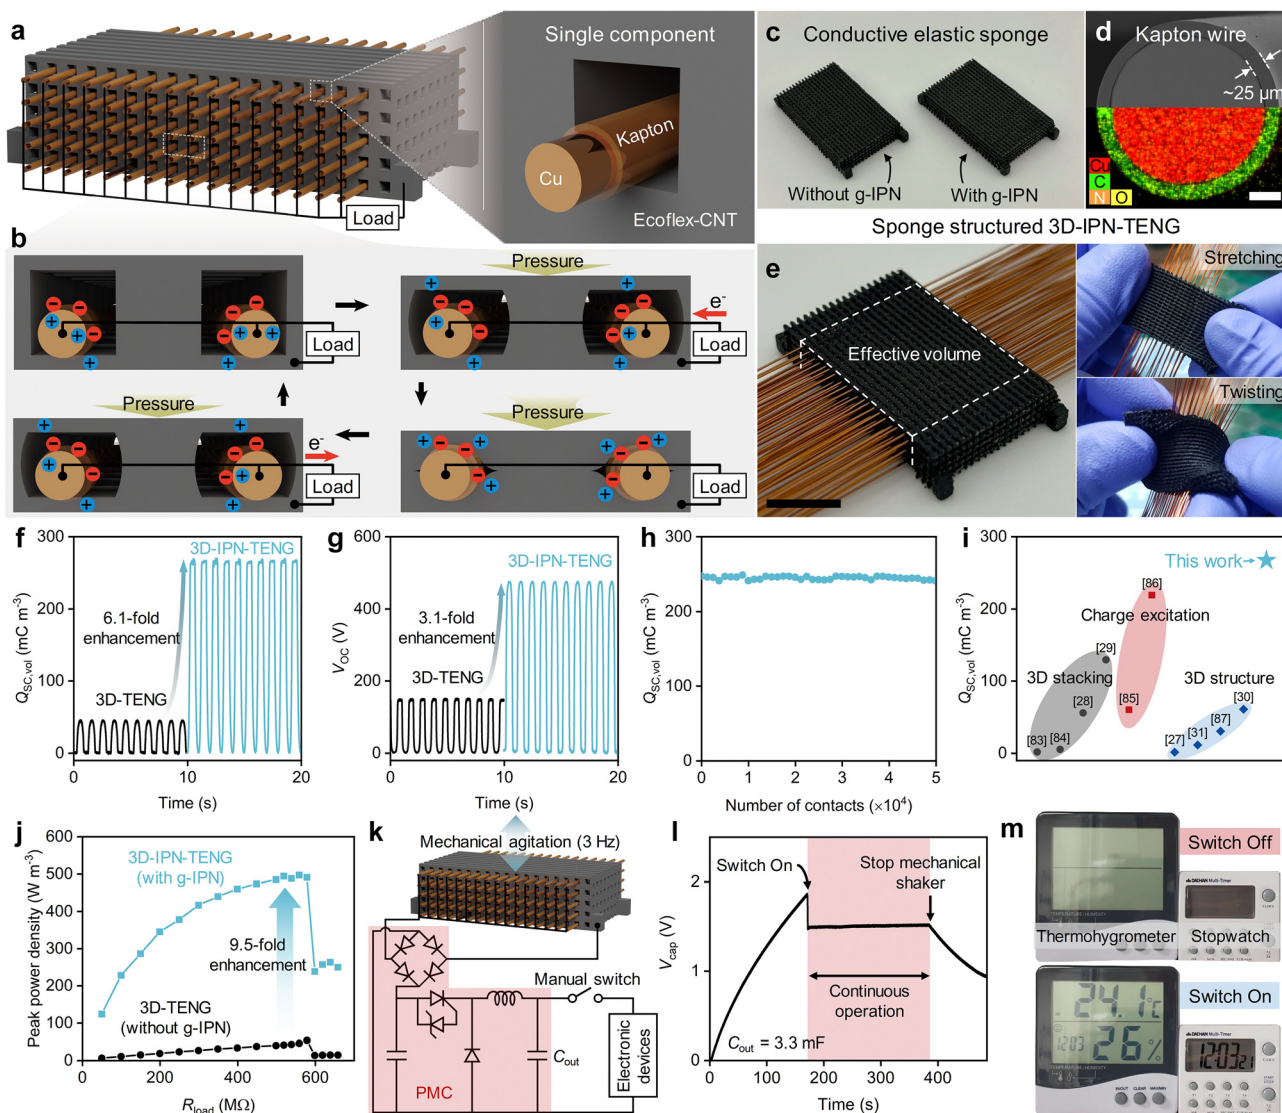 a
Single component
Kapton
Cu
Ecoflex-CNT
Load
b
Pressure
e-
Load
Load
Pressure
Pressure
e-
Load
Load
c
Conductive elastic sponge
Without g-IPN
With g-IPN
d
Kapton wire
~25 µm
Cu
C
N
O
Sponge structured 3D-IPN-TENG
e
Effective volume
Stretching
Twisting
f
300
200
100
0
QSC,vol (mC m-3)
3D-IPN-TENG
6.1-fold
enhancement
3D-TENG
0
10
20
Time (s)
g
600
450
300
150
0
VOC (V)
3D-IPN-TENG
3.1-fold
enhancement
3D-TENG
0
10
20
Time (s)
h
300
200
100
0
QSC,vol (mC m-3)
0
1
2
3
4
5
Number of contacts (×10⁴)
i
300
200
100
0
QSC,vol (mC m-3)
This work
[86]
Charge excitation
[29]
3D stacking
[28]
[85]
3D structure
[30]
[83]
[84]
[27]
[31]
[87]
j
600
500
400
300
200
100
0
Peak power density (W m-3)
3D-IPN-TENG
(with g-IPN)
9.5-fold
enhancement
3D-TENG
(without g-IPN)
0
200
400
600
Rload (MΩ)
k
Mechanical agitation (3 Hz)
Manual switch
Cout
PMC
Electronic
devices
l
2
1
0
Vcap (V)
Switch On
Stop mechanical
shaker
Continuous
operation
Cout = 3.3 mF
0
200
400
Time (s)
m
Switch Off
Thermohygrometer
Stopwatch
Switch On
24.1°C
26%
12:03
12:03 21